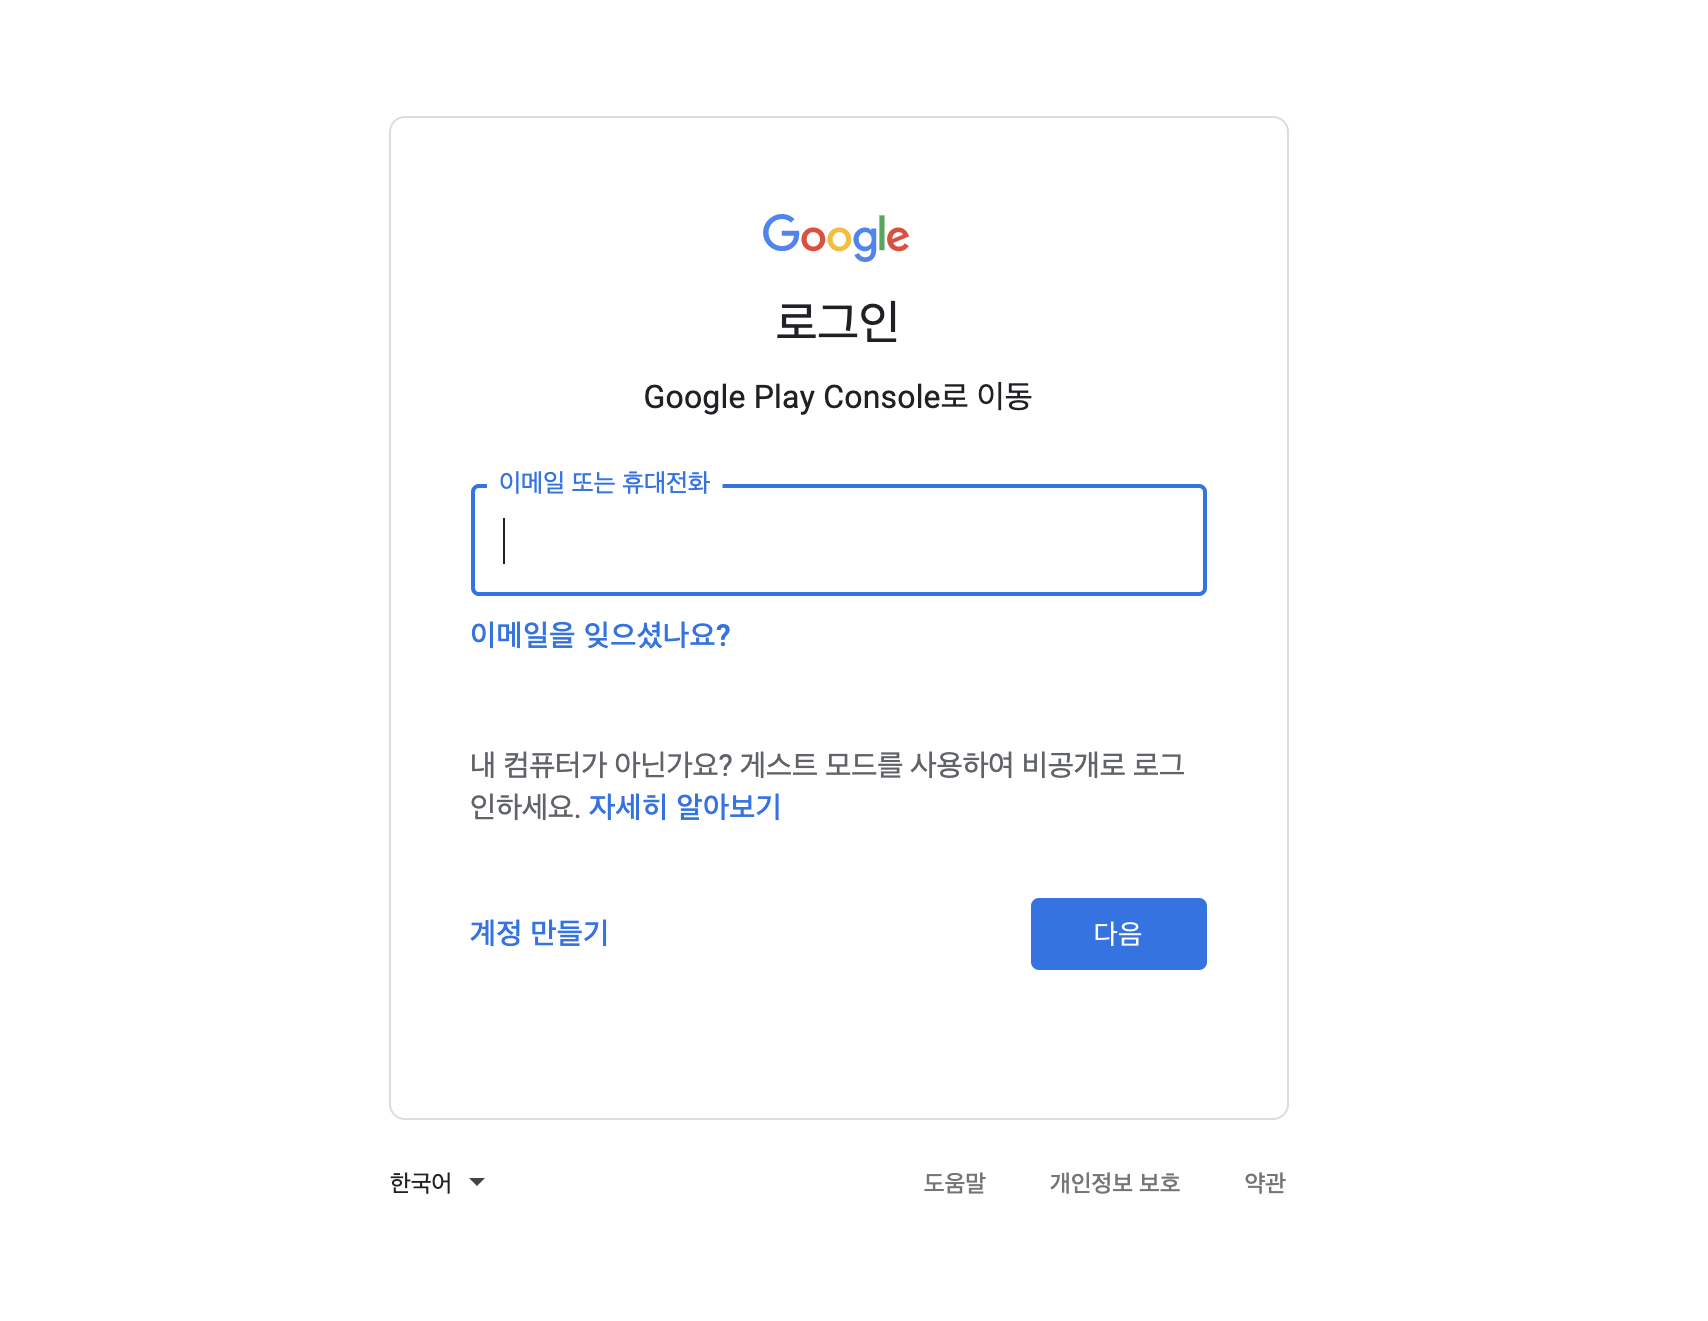 Google
로그인
Google Play Console로 이동
이메일 또는 휴대전화
이메일을 잊으셨나요?
내 컴퓨터가 아닌가요? 게스트 모드를 사용하여 비공개로 로그
인하세요. 자세히 알아보기
계정 만들기
다음
한국어
도움말
개인정보 보호
약관